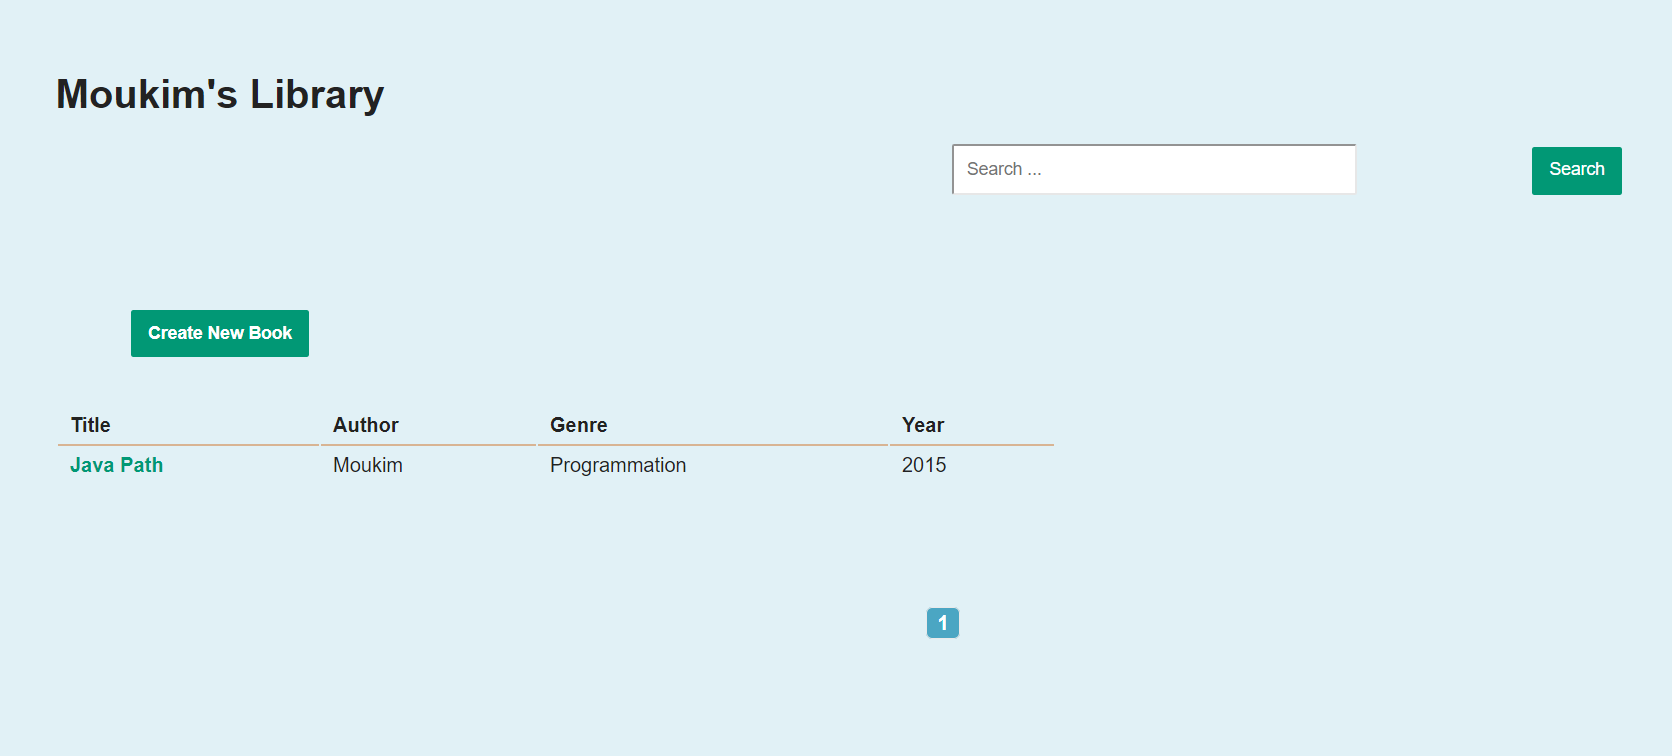 Moukim's Library
Search ... Search
Create New Book
Title Author Genre Year
Java Path Moukim Programmation 2015
1